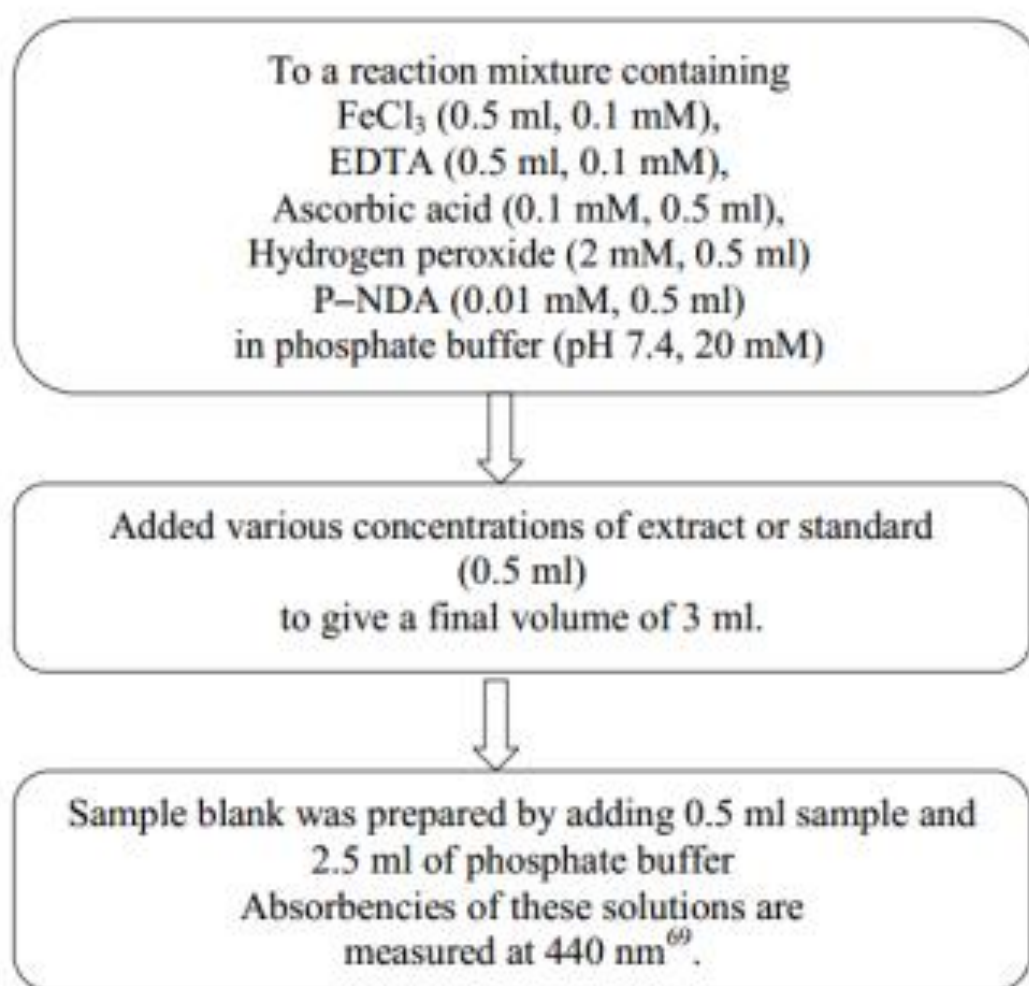 To a reaction mixture containing
FeCl₃ (0.5 ml, 0.1 mM),
EDTA (0.5 ml, 0.1 mM),
Ascorbic acid (0.1 mM, 0.5 ml),
Hydrogen peroxide (2 mM, 0.5 ml)
P–NDA (0.01 mM, 0.5 ml)
in phosphate buffer (pH 7.4, 20 mM)
Added various concentrations of extract or standard
(0.5 ml)
to give a final volume of 3 ml.
Sample blank was prepared by adding 0.5 ml sample and
2.5 ml of phosphate buffer
Absorbencies of these solutions are
measured at 440 nm⁶⁹.